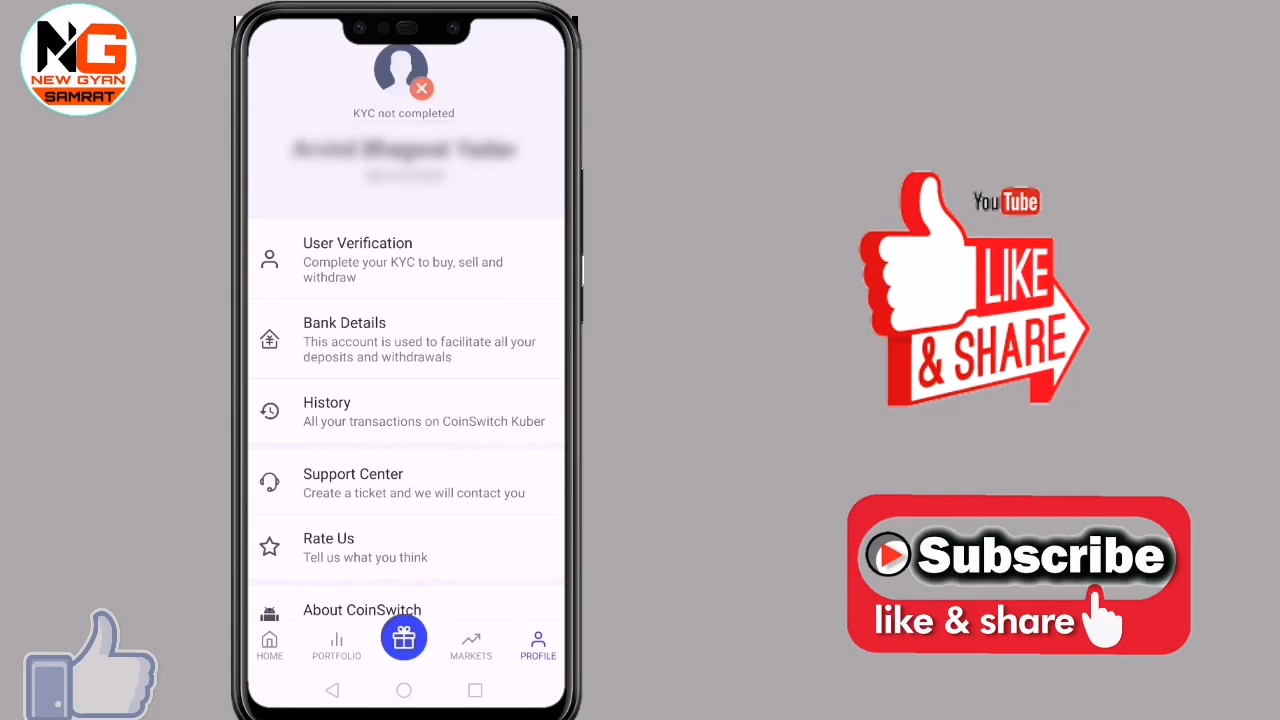 NG
NEW GYAN
SAMRAT
KYC not completed
User Verification
Complete your KYC to buy, sell and
withdraw
Bank Details
This account is used to facilitate all your
deposits and withdrawals
History
All your transactions on CoinSwitch Kuber
Support Center
Create a ticket and we will contact you
Rate Us
Tell us what you think
About CoinSwitch
HOME
PORTFOLIO
MARKETS
PROFILE
YouTube
LIKE
& SHARE
Subscribe
like & share